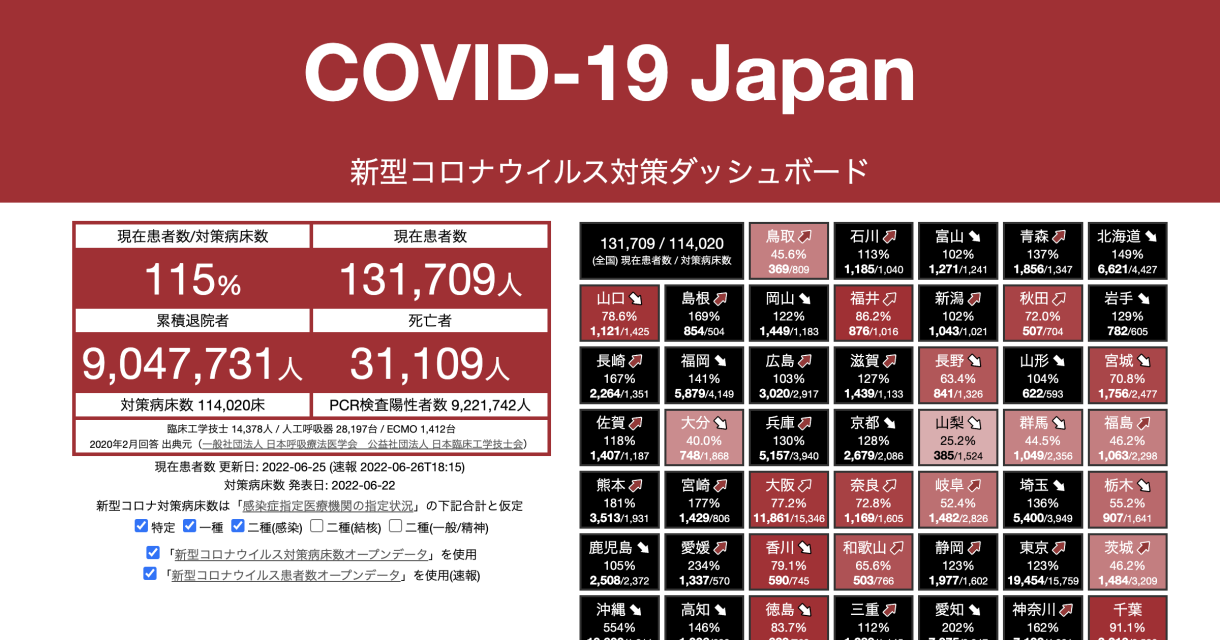 COVID-19 Japan
新型コロナウイルス対策ダッシュボード
現在患者数/対策病床数 現在患者数
115% 131,709人
累積退院者 死亡者
9,047,731人 31,109人
対策病床数 114,020床 PCR検査陽性者数 9,221,742人
臨床工学技士 14,378人 / 人工呼吸器 28,197台 / ECMO 1,412台
2020年2月回答 出典元 (一般社団法人 日本呼吸療法医学会 公益社団法人 日本臨床工学技士会)
現在患者数 更新日: 2022-06-25 (速報 2022-06-26T18:15)
対策病床数 発表日: 2022-06-22
新型コロナ対策病床数は「感染症指定医療機関の指定状況」の下記合計と仮定
特定 一種 二種(感染) 二種(結核) 二種(一般/精神)
「新型コロナウイルス対策病床数オープンデータ」を使用
「新型コロナウイルス患者数オープンデータ」を使用(速報)
131,709 / 114,020
(全国) 現在患者数 / 対策病床数
鳥取 石川 富山 青森 北海道
45.6% 113% 102% 137% 149%
369/809 1,185/1,040 1,271/1,241 1,856/1,347 6,621/4,427
山口 島根 岡山 福井 新潟 秋田 岩手
78.6% 169% 122% 86.2% 102% 72.0% 129%
1,121/1,425 854/504 1,449/1,183 876/1,016 1,043/1,021 507/704 782/605
長崎 福岡 広島 滋賀 長野 山形 宮城
167% 141% 103% 127% 63.4% 104% 70.8%
2,264/1,351 5,879/4,149 3,020/2,917 1,439/1,133 841/1,326 622/593 1,756/2,477
佐賀 大分 兵庫 京都 山梨 群馬 福島
118% 40.0% 130% 128% 25.2% 44.5% 46.2%
1,407/1,187 748/1,868 5,157/3,940 2,679/2,086 385/1,524 1,049/2,356 1,063/2,298
熊本 宮崎 大阪 奈良 岐阜 埼玉 栃木
181% 177% 77.2% 72.8% 52.4% 136% 55.2%
3,513/1,931 1,429/806 11,861/15,346 1,169/1,605 1,482/2,826 5,400/3,949 907/1,641
鹿児島 愛媛 香川 和歌山 静岡 東京 茨城
105% 234% 79.1% 65.6% 123% 123% 46.2%
2,508/2,372 1,337/570 590/745 503/766 1,977/1,602 19,454/15,759 1,484/3,209
沖縄 高知 徳島 三重 愛知 神奈川 千葉
554% 146% 83.7% 112% 202% 162% 91.1%